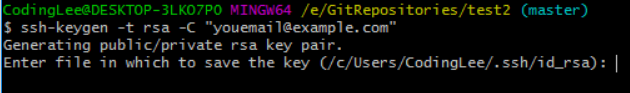 CodingLee@DESKTOP-3LKO7PO MINGW64 /e/GitRepositories/test2 (master)
$ ssh-keygen -t rsa -C "youemail@example.com"
Generating public/private rsa key pair.
Enter file in which to save the key (/c/Users/CodingLee/.ssh/id_rsa):